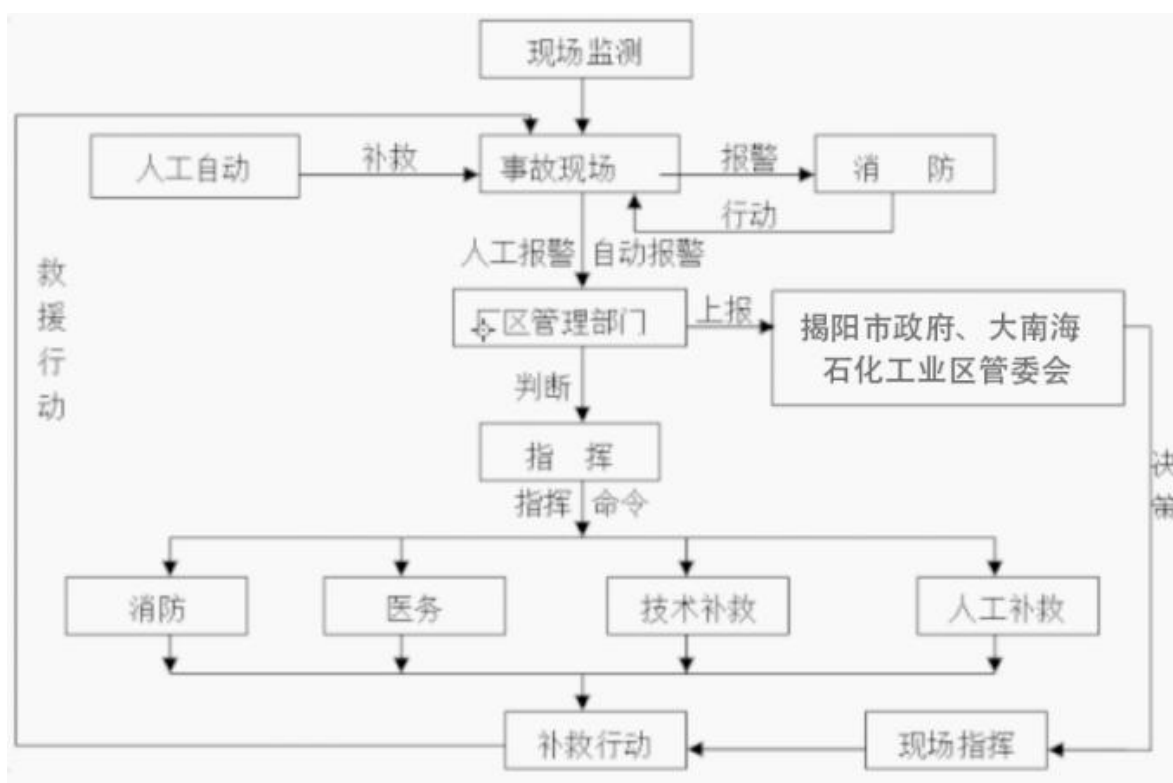 现场监测
人工自动
补救
事故现场
报警
消 防
行动
人工报警 自动报警
救援行动
区管理部门
上报
揭阳市政府、大南海
石化工业区管委会
判断
指 挥
决策
指挥 命令
消防
医务
技术补救
人工补救
补救行动
现场指挥